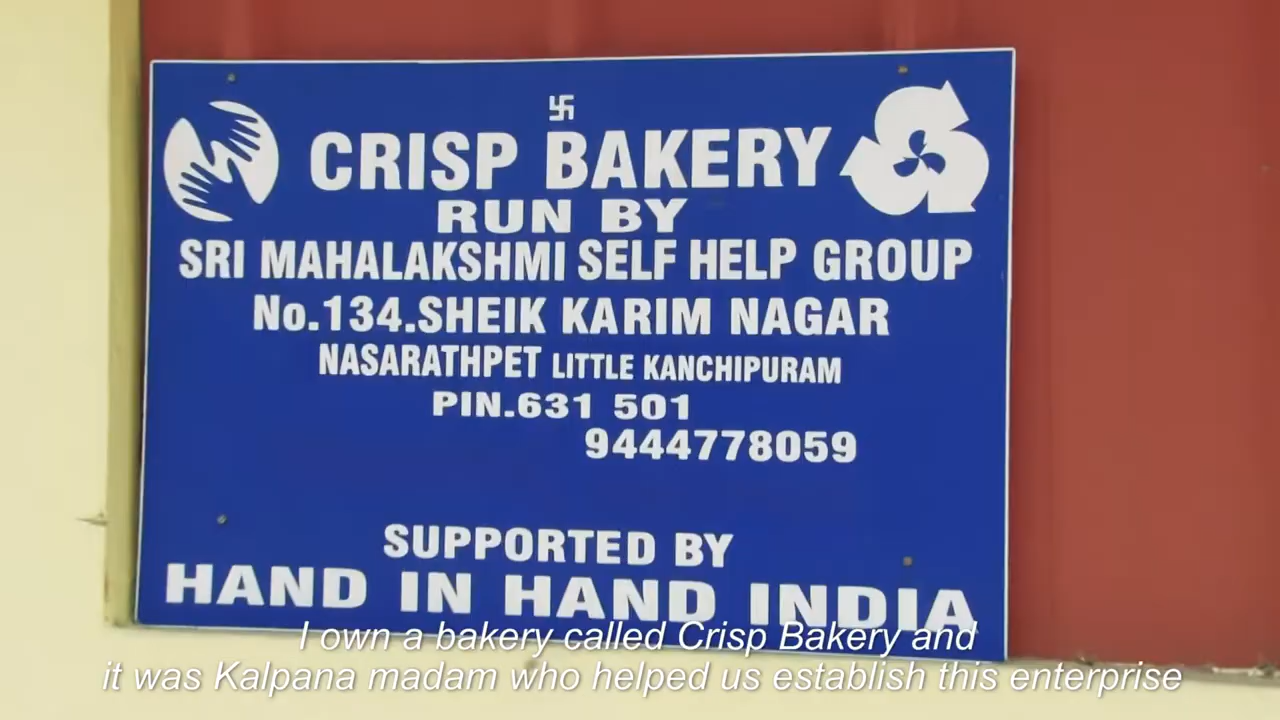 卐
CRISP BAKERY
RUN BY
SRI MAHALAKSHMI SELF HELP GROUP
No.134.SHEIK KARIM NAGAR
NASARATHPET LITTLE KANCHIPURAM
PIN.631 501
9444778059
SUPPORTED BY
HAND IN HAND INDIA
I own a bakery called Crisp Bakery and
it was Kalpana madam who helped us establish this enterprise